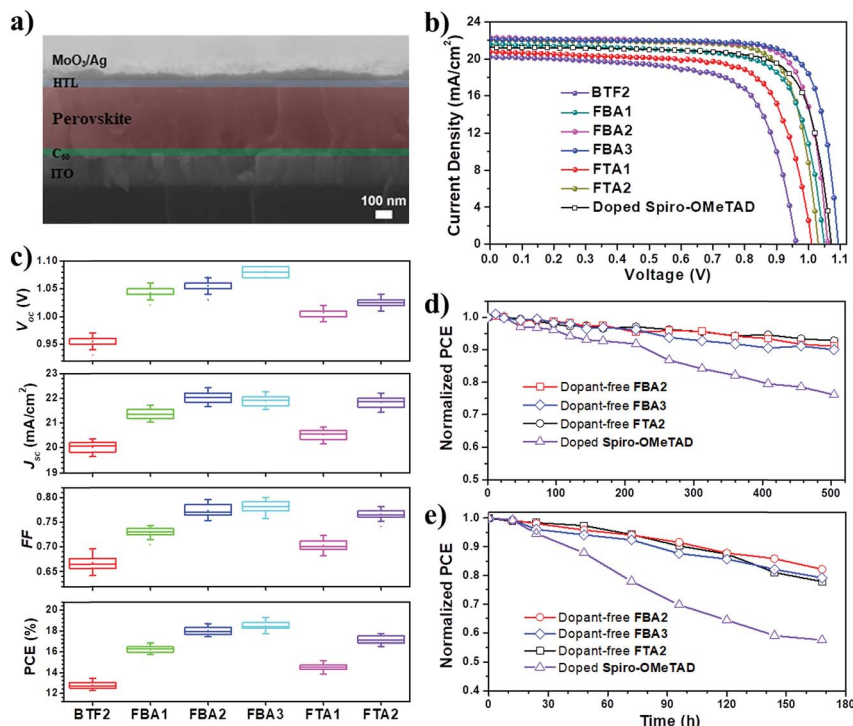 a)
MoO₃/Ag
HTL
Perovskite
C₆₀
ITO
100 nm
b)
Current Density (mA/cm²)
24
20
16
12
8
4
0
BTF2
FBA1
FBA2
FBA3
FTA1
FTA2
Doped Spiro-OMeTAD
0.0 0.1 0.2 0.3 0.4 0.5 0.6 0.7 0.8 0.9 1.0 1.1
Voltage (V)
c)
Voc (V)
1.10
1.05
1.00
0.95
Jsc (mA/cm²)
23
22
21
20
19
FF
0.80
0.75
0.70
0.65
PCE (%)
18
16
14
12
BTF2 FBA1 FBA2 FBA3 FTA1 FTA2
d)
Normalized PCE
1.0
0.9
0.8
0.7
0.6
0.5
Dopant-free FBA2
Dopant-free FBA3
Dopant-free FTA2
Doped Spiro-OMeTAD
0 100 200 300 400 500
e)
Normalized PCE
1.0
0.9
0.8
0.7
0.6
0.5
0.4
Dopant-free FBA2
Dopant-free FBA3
Dopant-free FTA2
Doped Spiro-OMeTAD
0 30 60 90 120 150 180
Time (h)